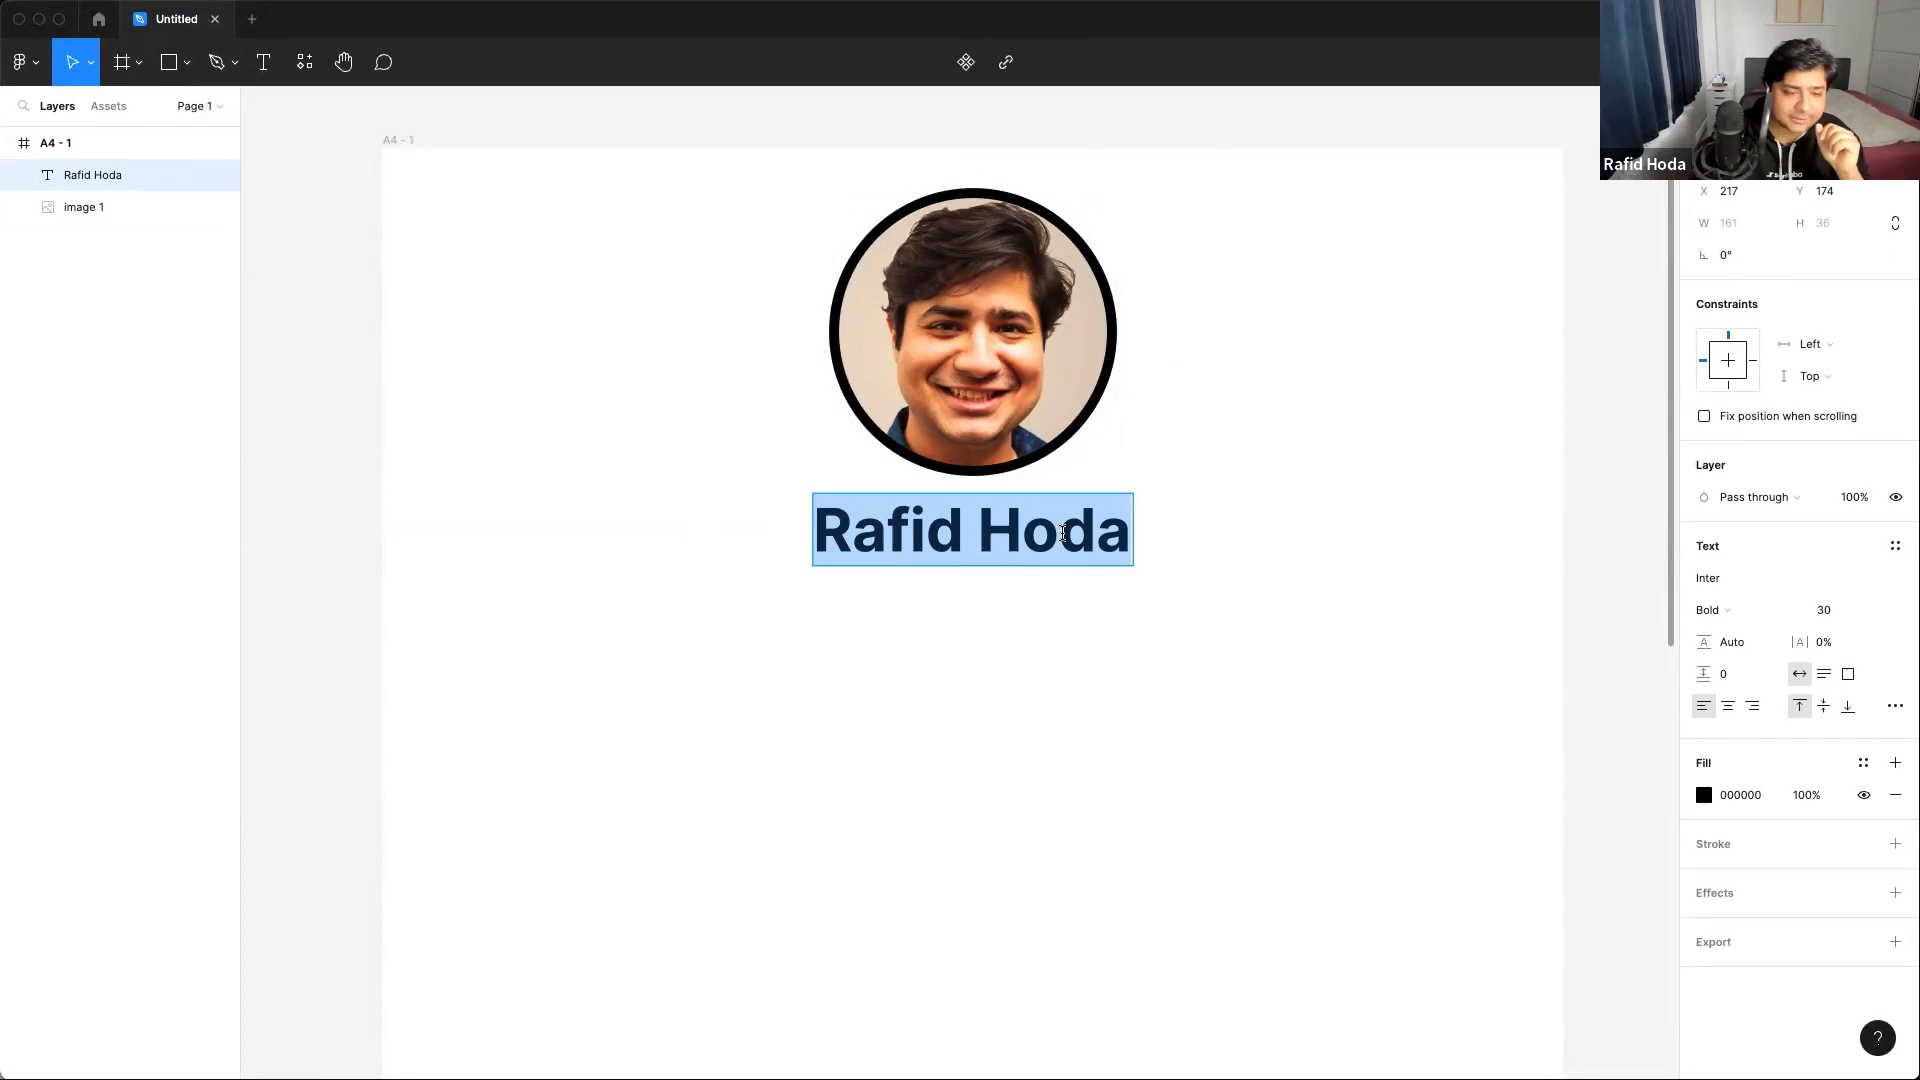 Untitled
Layers
Assets
Page 1
A4 - 1
Rafid Hoda
image 1
A4 - 1
Rafid Hoda
Rafid Hoda
X 217
Y 174
W 161
H 36
0°
Constraints
Left
Top
Fix position when scrolling
Layer
Pass through
100%
Text
Inter
Bold
30
A Auto
|A| 0%
0
Fill
000000
100%
Stroke
Effects
Export
?